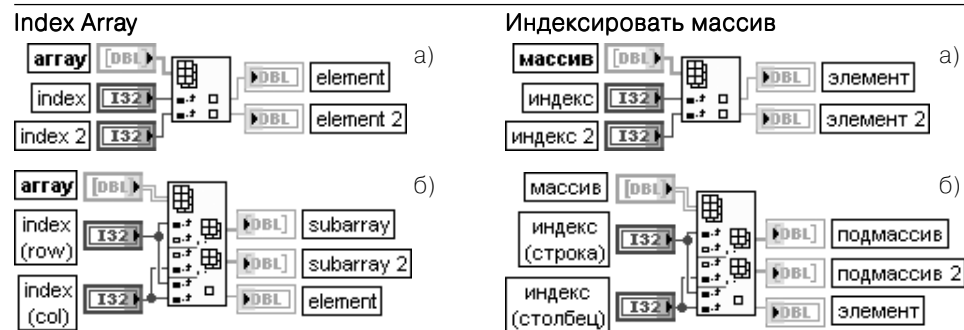 Index Array
array [DBL] а)
index I32 DBL element
index 2 I32 DBL element 2
array [DBL] б)
index (row) I32 DBL] subarray
DBL] subarray 2
index (col) I32 DBL element
Индексировать массив
массив [DBL] а)
индекс I32 DBL элемент
индекс 2 I32 DBL элемент 2
массив [DBL] б)
индекс (строка) I32 DBL] подмассив
DBL] подмассив 2
индекс (столбец) I32 DBL элемент